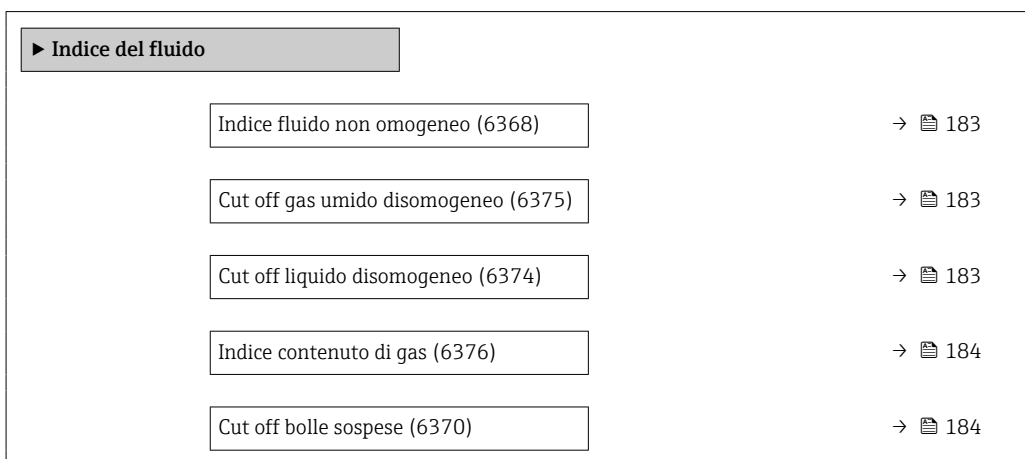 ▶ Indice del fluido
Indice fluido non omogeneo (6368) → 183
Cut off gas umido disomogeneo (6375) → 183
Cut off liquido disomogeneo (6374) → 183
Indice contenuto di gas (6376) → 184
Cut off bolle sospese (6370) → 184